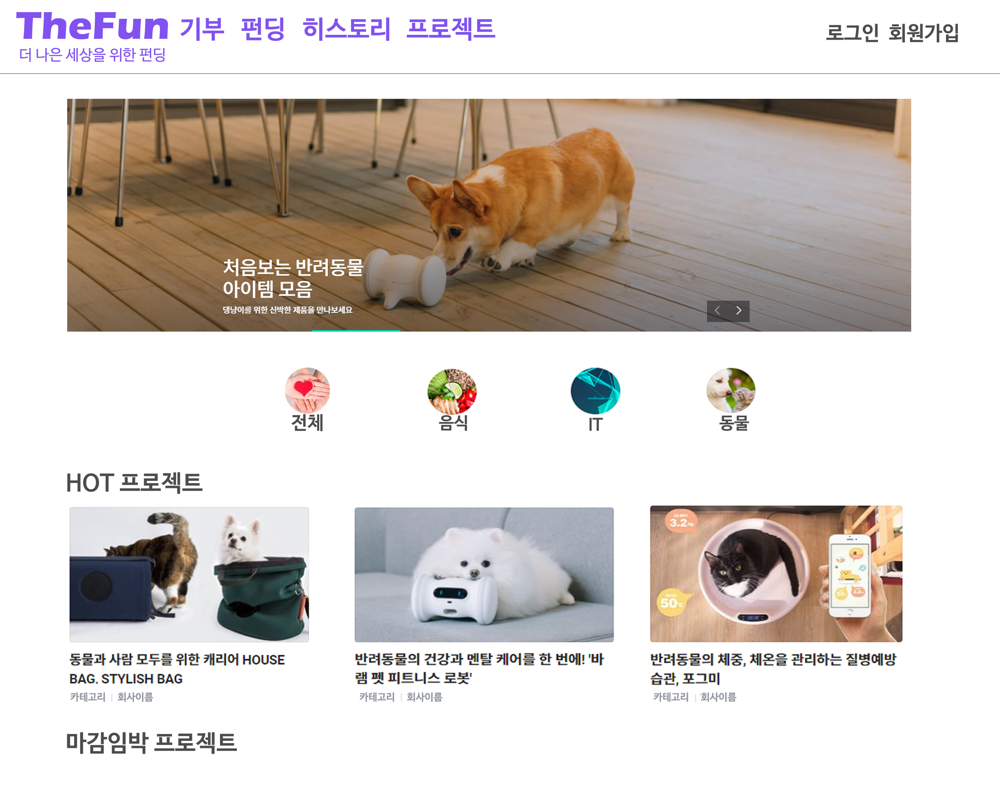 TheFun 기부 펀딩 히스토리 프로젝트
로그인 회원가입
더 나은 세상을 위한 펀딩
처음보는 반려동물
아이템 모음
댕냥이를 위한 신박한 제품을 만나보세요
전체
음식
IT
동물
HOT 프로젝트
3.2kg
50°C
50
3.2
동물과 사람 모두를 위한 캐리어 HOUSE
BAG. STYLISH BAG
카테고리 | 회사이름
반려동물의 건강과 멘탈 케어를 한 번에! '바
램 펫 피트니스 로봇'
카테고리 | 회사이름
반려동물의 체중, 체온을 관리하는 질병예방
습관, 포그미
카테고리 | 회사이름
마감임박 프로젝트